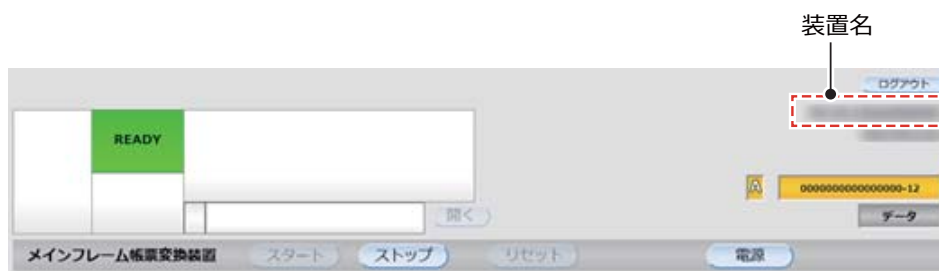 装置名
ログアウト
READY
A
0000000000000000-12
開く
データ
メインフレーム帳票変換装置
スタート
ストップ
リセット
電源